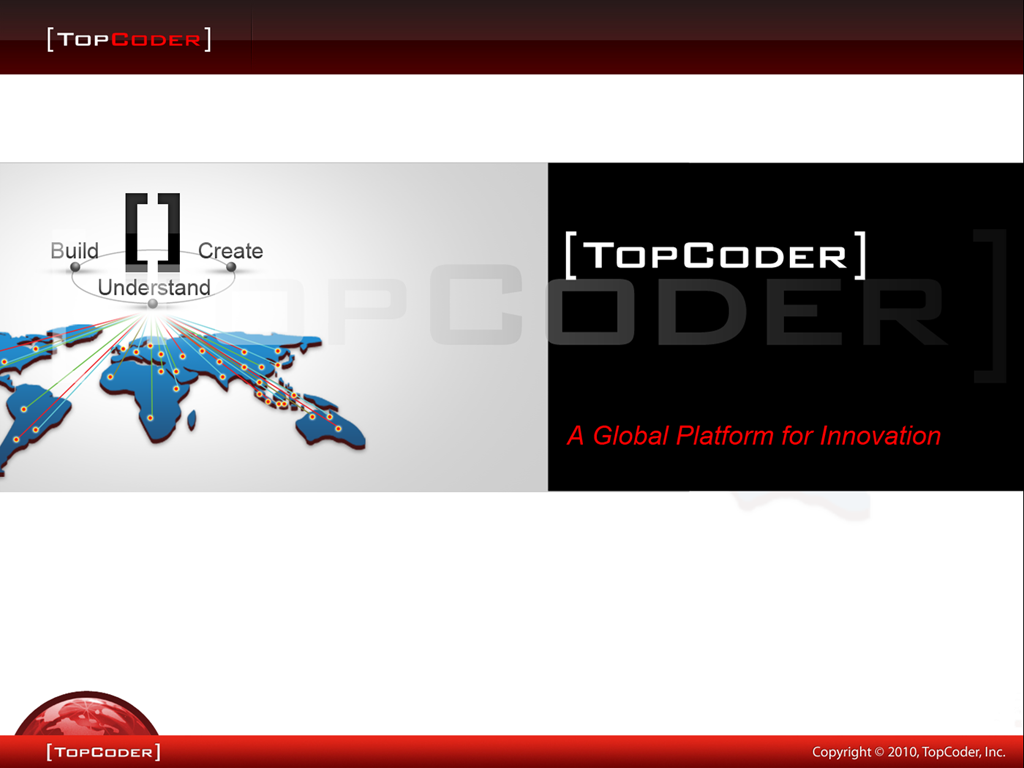 [TOPCODER]
Build
Create
Understand
TOPCODER]
[TOPCODER]
A Global Platform for Innovation
[TOPCODER]
Copyright © 2010, TopCoder, Inc.